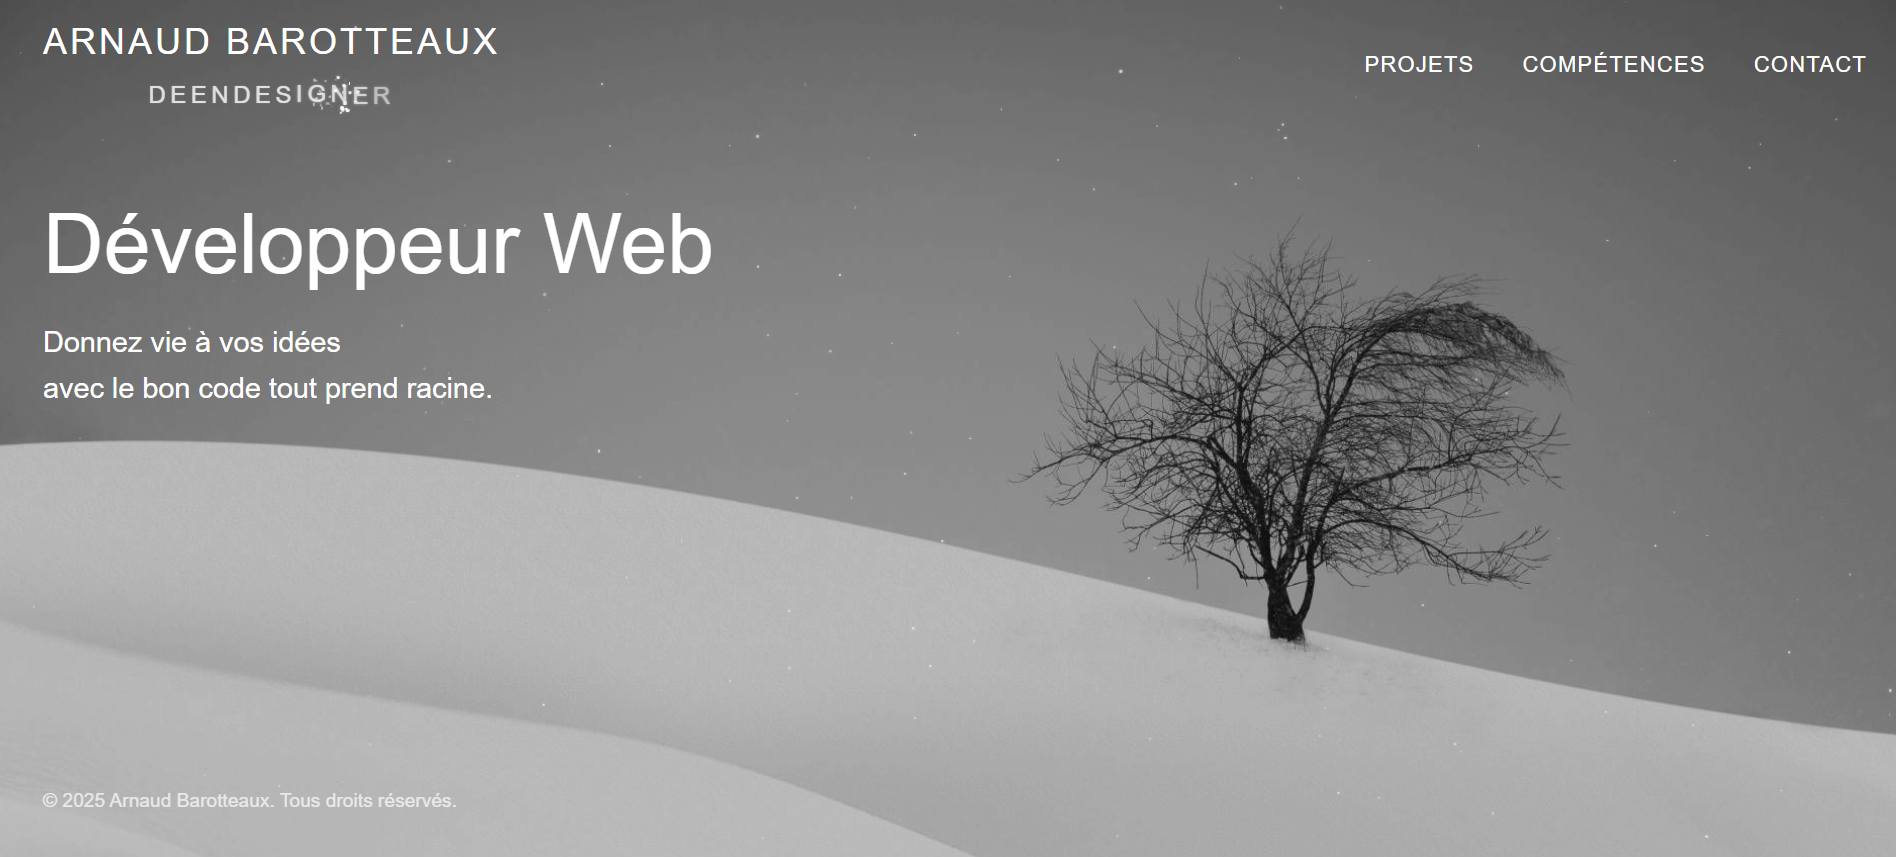 ARNAUD BAROTTEAUX
DEENDESIGNER
PROJETS COMPÉTENCES CONTACT
Développeur Web
Donnez vie à vos idées
avec le bon code tout prend racine.
© 2025 Arnaud Barotteaux. Tous droits réservés.